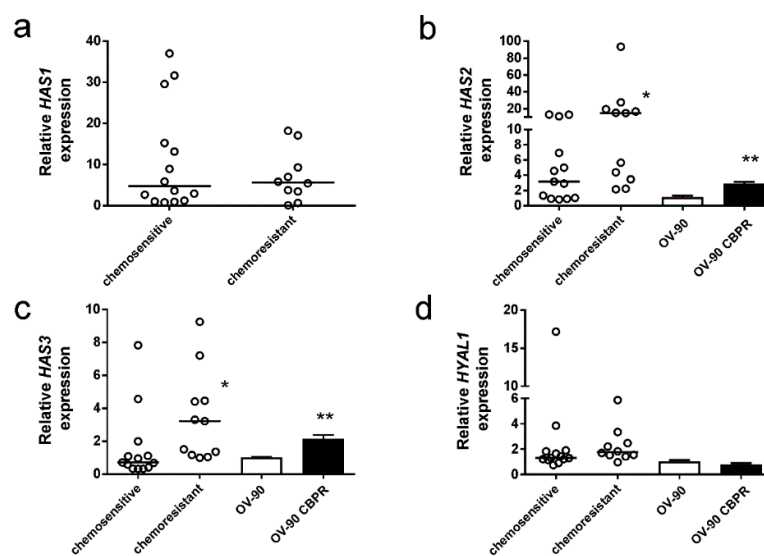 a
Relative HAS1
expression
40
30
20
10
0
chemosensitive
chemoresistant
b
Relative HAS2
expression
100
80
60
40
20
6
4
2
0
*
**
chemosensitive
chemoresistant
OV-90
OV-90 CBPR
c
Relative HAS3
expression
10
8
6
4
2
0
*
**
chemosensitive
chemoresistant
OV-90
OV-90 CBPR
d
Relative HYAL1
expression
20
15
10
6
4
2
0
chemosensitive
chemoresistant
OV-90
OV-90 CBPR